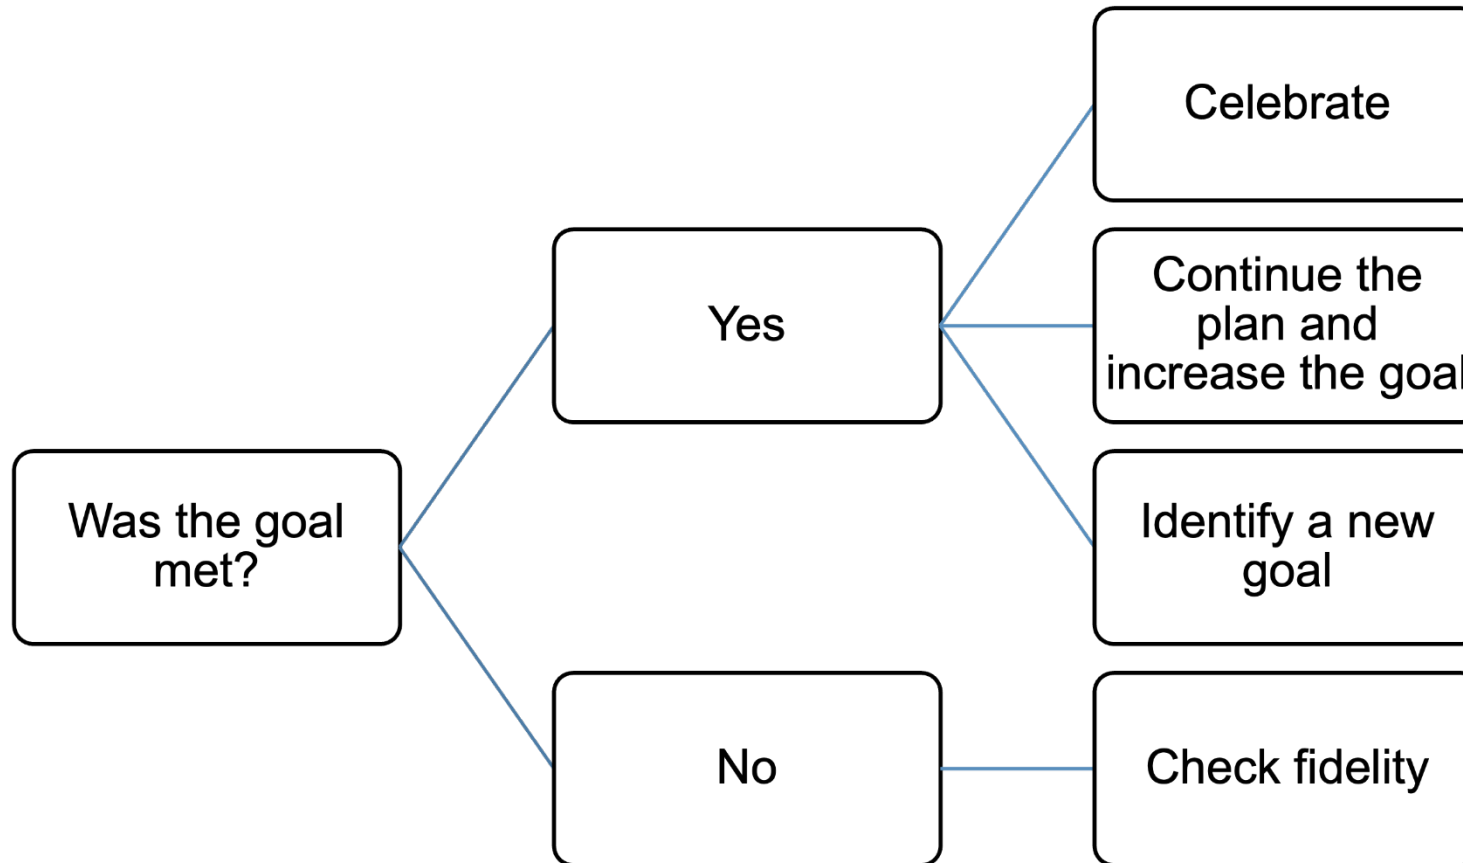 Was the goal
met?
Yes
Celebrate
Continue the
plan and
increase the goal
Identify a new
goal
No
Check fidelity